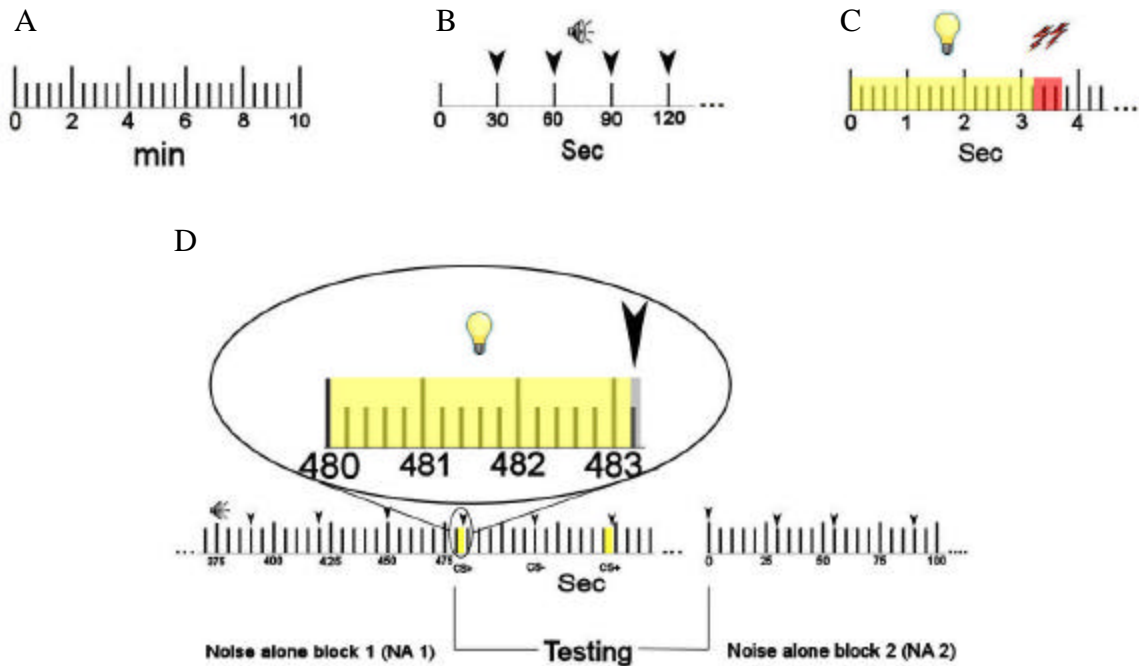 A
0 2 4 6 8 10
min
B
0 30 60 90 120
Sec
C
0 1 2 3 4
Sec
D
480 481 482 483
375 400 425 450 475
CS+ CS- CS+
Sec
0 25 50 75 100
Noise alone block 1 (NA 1)
Testing
Noise alone block 2 (NA 2)